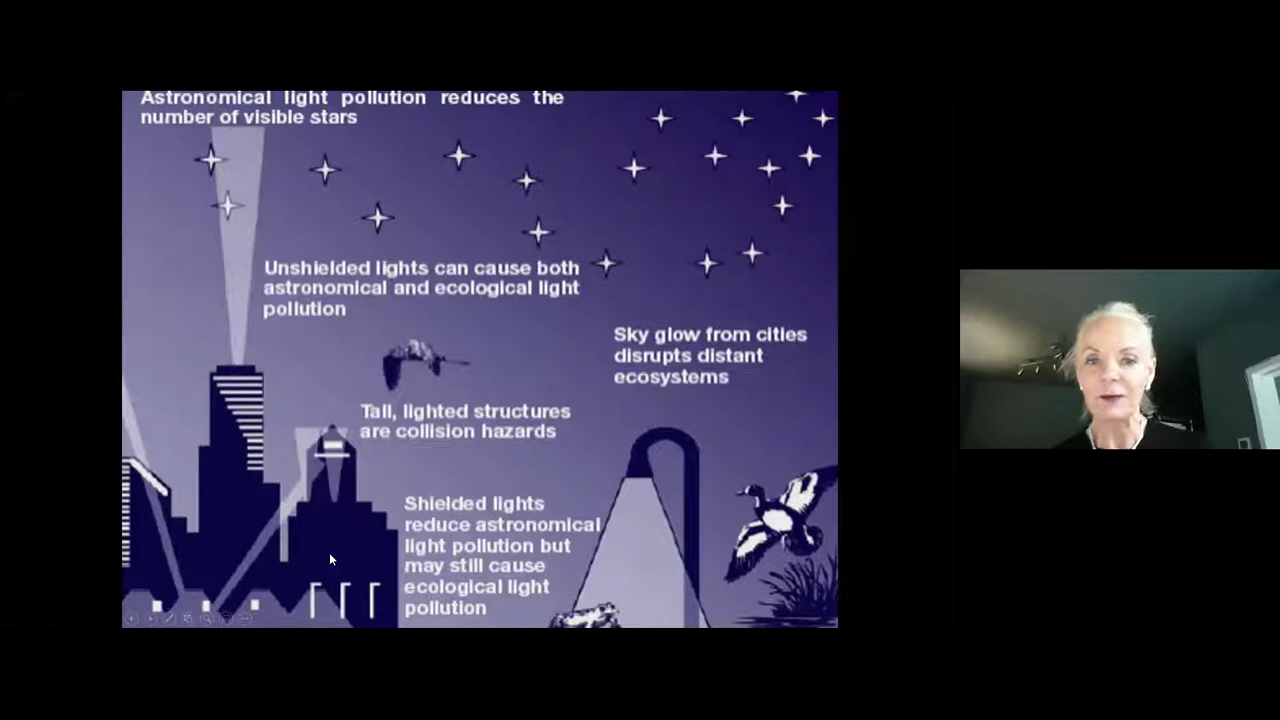 Astronomical light pollution reduces the
number of visible stars
Unshielded lights can cause both
astronomical and ecological light
pollution
Sky glow from cities
disrupts distant
ecosystems
Tall, lighted structures
are collision hazards
Shielded lights
reduce astronomical
light pollution but
may still cause
ecological light
pollution